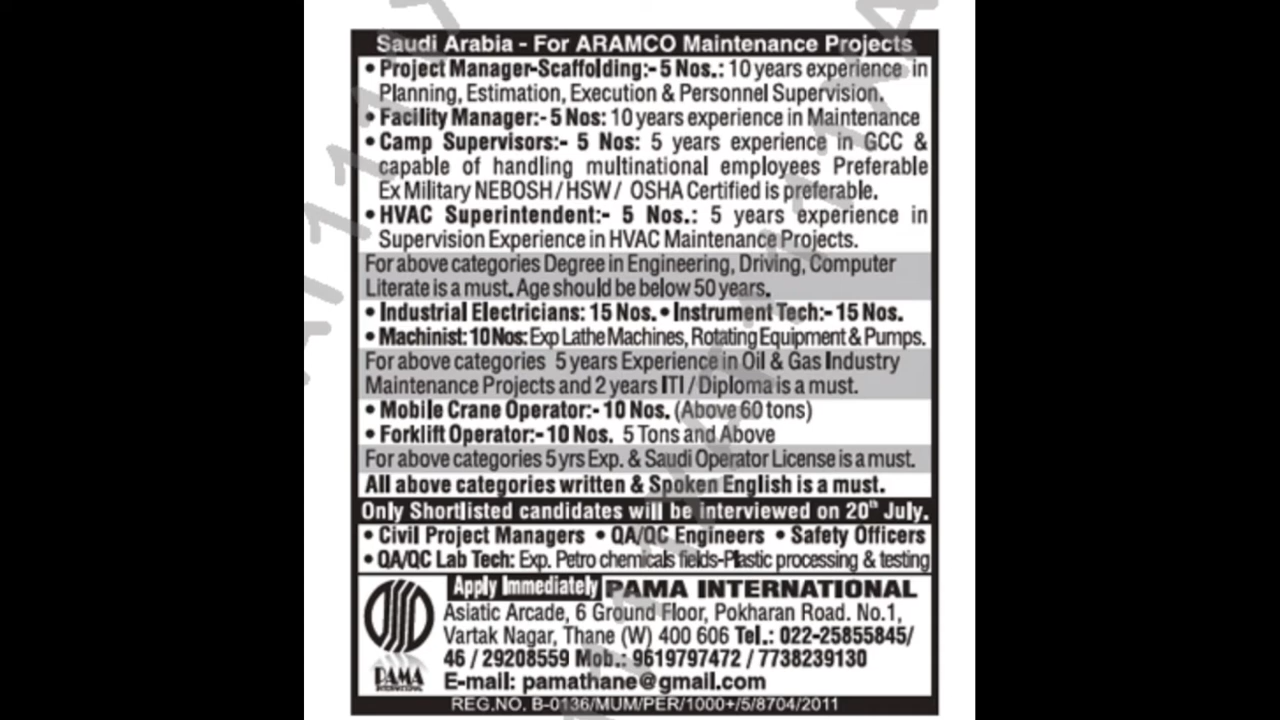 Saudi Arabia - For ARAMCO Maintenance Projects
• Project Manager-Scaffolding:- 5 Nos.: 10 years experience in
Planning, Estimation, Execution & Personnel Supervision.
• Facility Manager:- 5 Nos: 10 years experience in Maintenance
• Camp Supervisors:- 5 Nos: 5 years experience in GCC &
capable of handling multinational employees Preferable
Ex Military NEBOSH / HSW / OSHA Certified is preferable.
• HVAC Superintendent:- 5 Nos.: 5 years experience in
Supervision Experience in HVAC Maintenance Projects.
For above categories Degree in Engineering, Driving, Computer
Literate is a must. Age should be below 50 years.
• Industrial Electricians: 15 Nos. • Instrument Tech:- 15 Nos.
• Machinist: 10 Nos: Exp Lathe Machines, Rotating Equipment & Pumps.
For above categories 5 years Experience in Oil & Gas Industry
Maintenance Projects and 2 years ITI / Diploma is a must.
• Mobile Crane Operator:- 10 Nos. (Above 60 tons)
• Forklift Operator:- 10 Nos. 5 Tons and Above
For above categories 5 yrs Exp. & Saudi Operator License is a must.
All above categories written & Spoken English is a must.
Only Shortlisted candidates will be interviewed on 20th July.
• Civil Project Managers • QA/QC Engineers • Safety Officers
• QA/QC Lab Tech: Exp. Petro chemicals fields-Plastic processing & testing
Apply Immediately PAMA INTERNATIONAL
Asiatic Arcade, 6 Ground Floor, Pokharan Road. No.1,
Vartak Nagar, Thane (W) 400 606 Tel.: 022-25855845/
46 / 29208559 Mob.: 9619797472 / 7738239130
E-mail: pamathane@gmail.com
PAMA
INTERNATIONAL
REG.NO. B-0136/MUM/PER/1000+/5/8704/2011